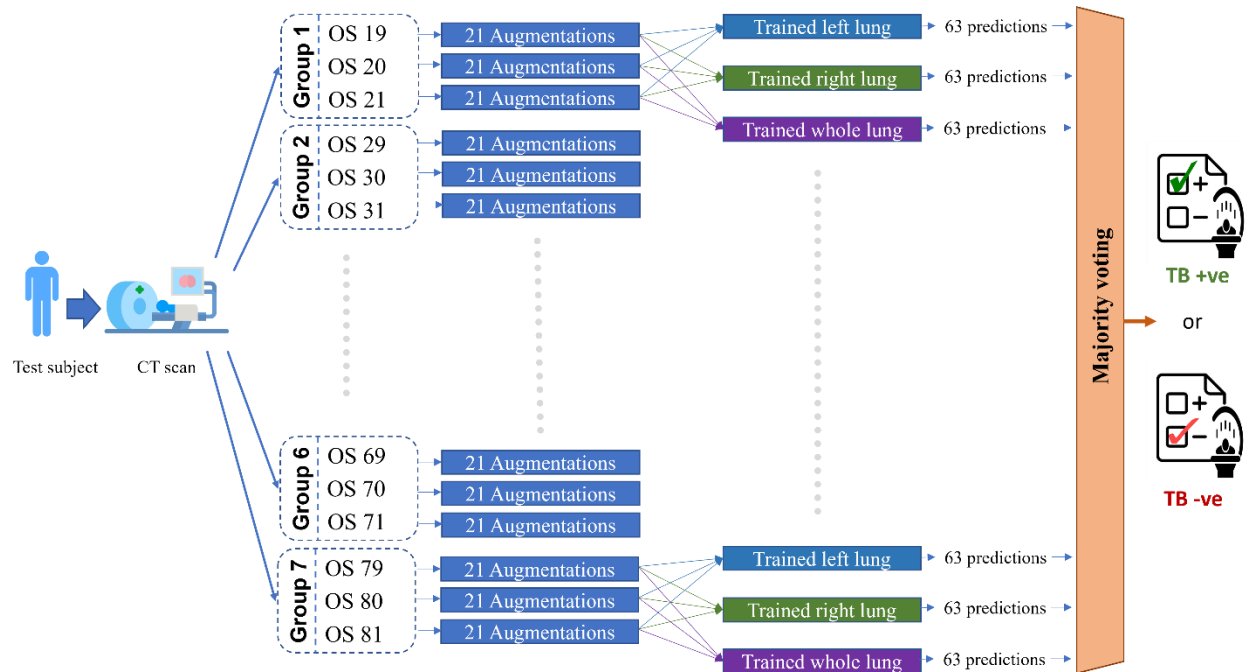 Group 1
OS 19
OS 20
OS 21
21 Augmentations
21 Augmentations
21 Augmentations
Trained left lung
Trained right lung
Trained whole lung
63 predictions
63 predictions
63 predictions
Group 2
OS 29
OS 30
OS 31
21 Augmentations
21 Augmentations
21 Augmentations
Test subject
CT scan
Group 6
OS 69
OS 70
OS 71
21 Augmentations
21 Augmentations
21 Augmentations
Group 7
OS 79
OS 80
OS 81
21 Augmentations
21 Augmentations
21 Augmentations
Trained left lung
Trained right lung
Trained whole lung
63 predictions
63 predictions
63 predictions
Majority voting
+
−
TB +ve
or
+
−
TB -ve